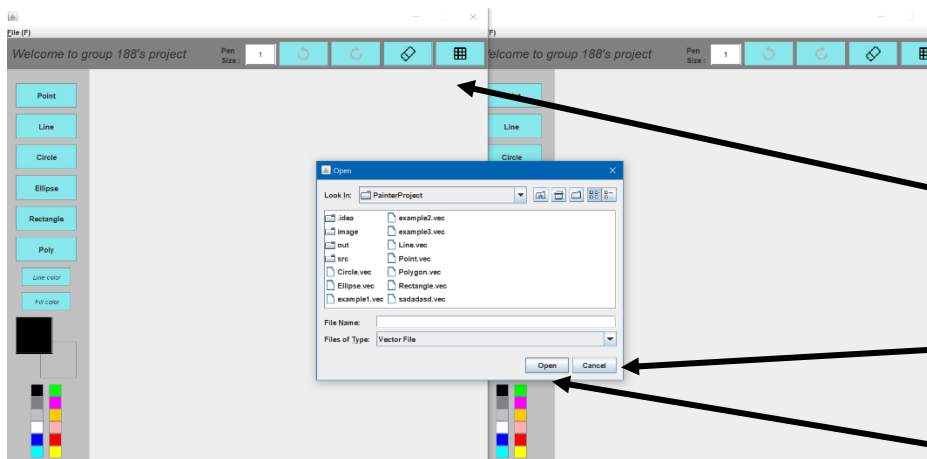 File (F)
Welcome to group 188's project
Pen Size :
1
Point
Line
Circle
Ellipse
Rectangle
Poly
Line color
Fill color
F)
elcome to group 188's project
Pen Size :
1
Line
Circle
Open
Look In:
PainterProject
.idea
image
out
src
Circle.vec
Ellipse.vec
example1.vec
example2.vec
example3.vec
Line.vec
Point.vec
Polygon.vec
Rectangle.vec
sadadasd.vec
File Name:
Files of Type:
Vector File
Open
Cancel